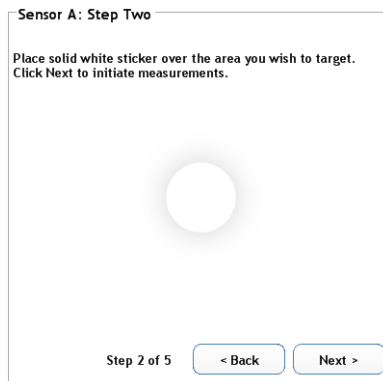 Sensor A: Step Two
Place solid white sticker over the area you wish to target.
Click Next to initiate measurements.
Step 2 of 5
< Back
Next >